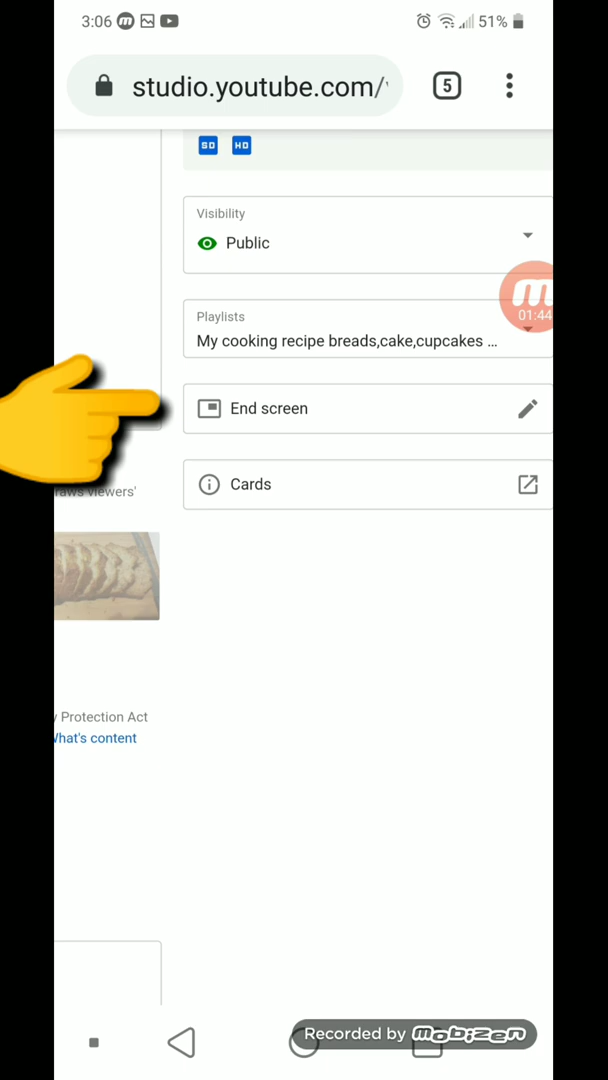 3:06
51%
studio.youtube.com/
5
SD HD
Visibility
Public
01:44
Playlists
My cooking recipe breads,cake,cupcakes ...
End screen
Cards
raws viewers'
Protection Act
What's content
Recorded by mobizen